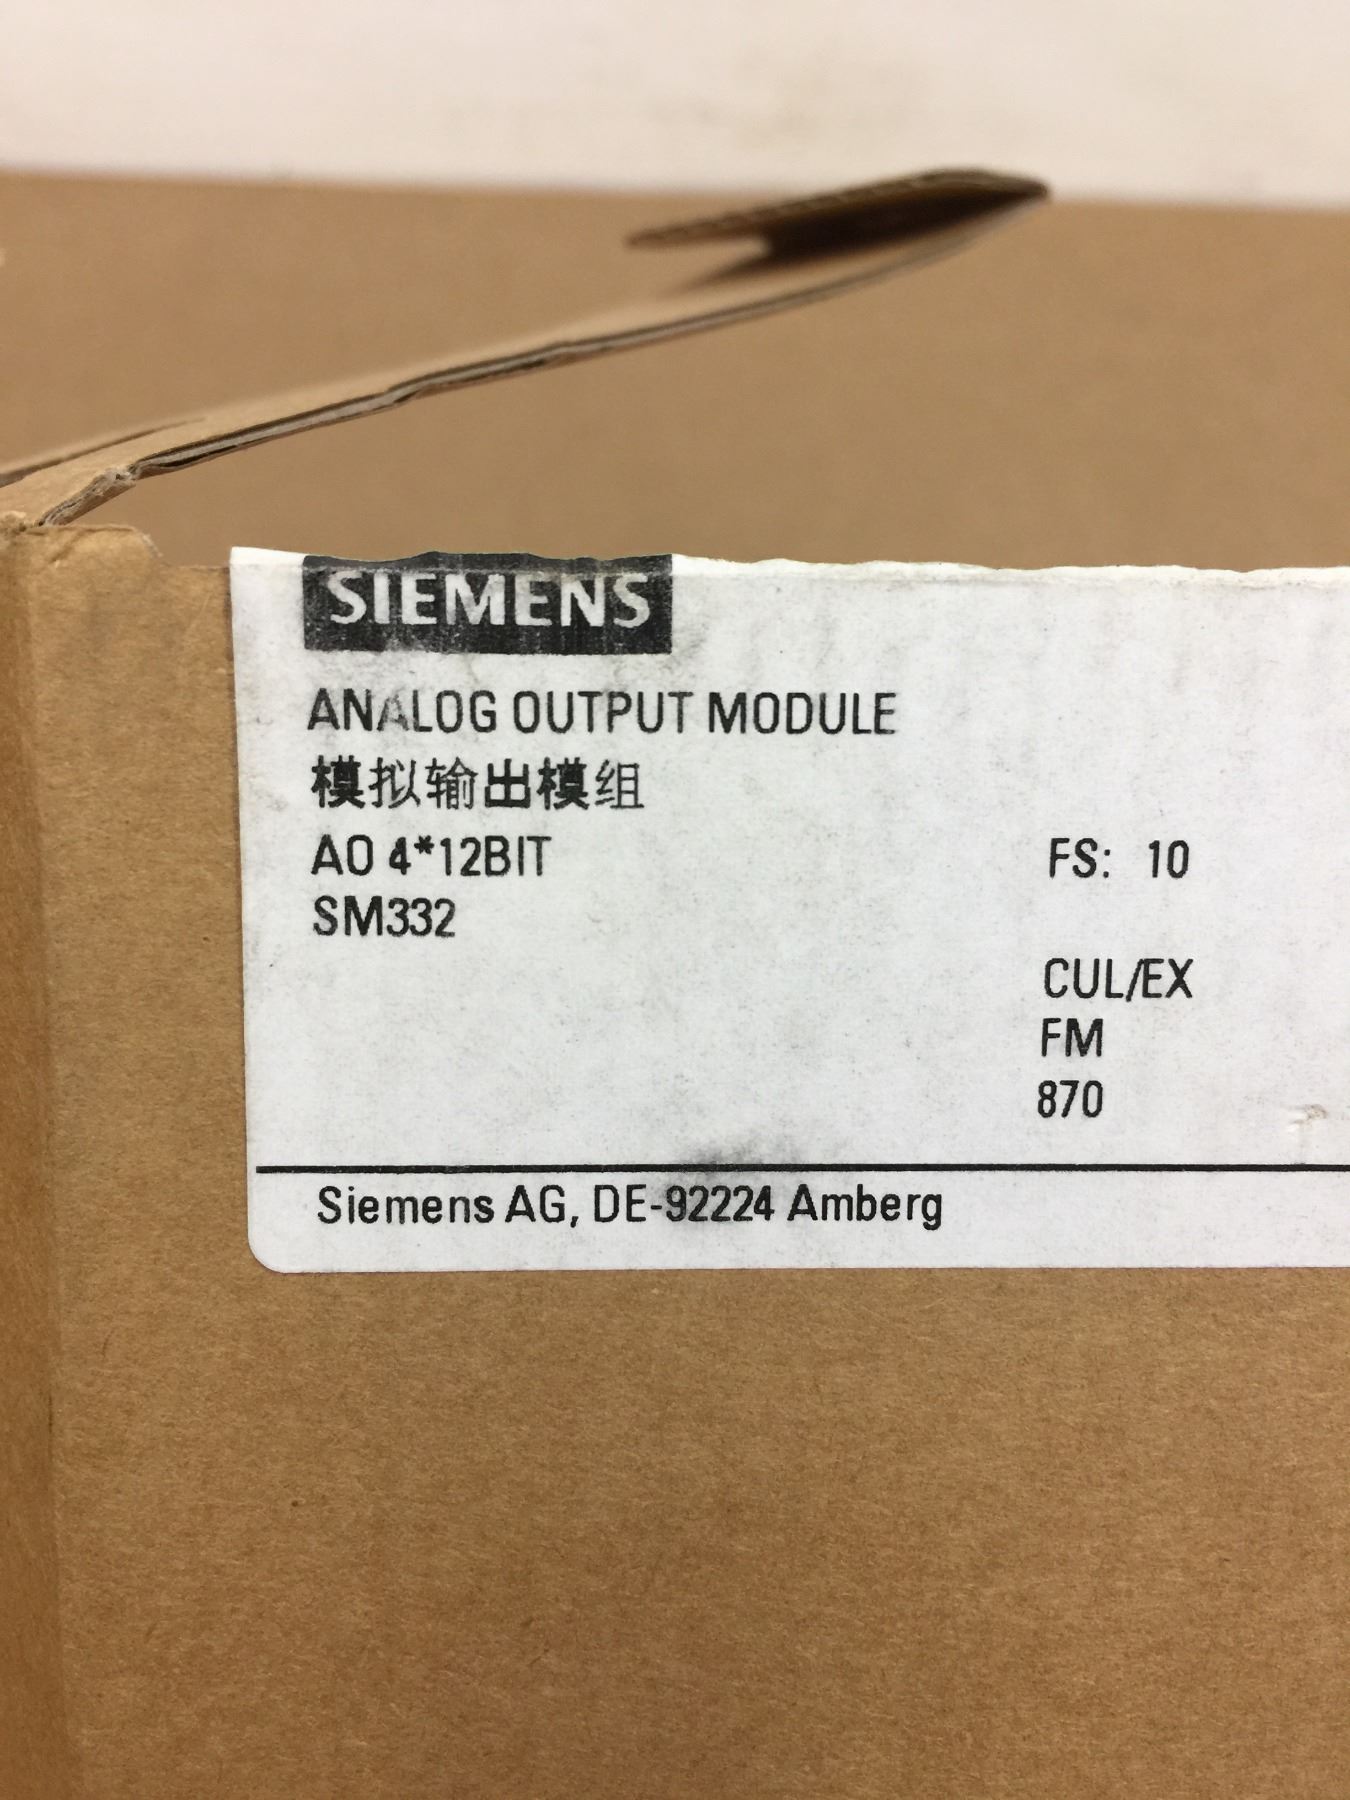 SIEMENS
ANALOG OUTPUT MODULE
模拟输出模组
AO 4*12BIT
FS: 10
SM332
CUL/EX
FM
870
Siemens AG, DE-92224 Amberg